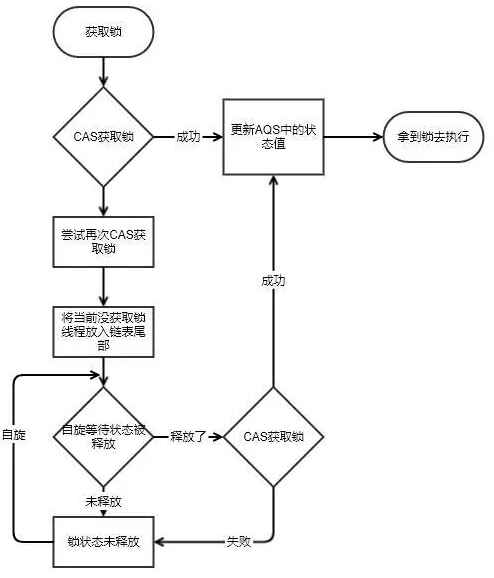 获取锁
CAS获取锁
成功
更新AQS中的状
态值
拿到锁去执行
尝试再次CAS获
取锁
成功
将当前没获取锁
线程放入链表尾
部
自旋
自旋等待状态被
释放
释放了
CAS获取锁
未释放
锁状态未释放
失败